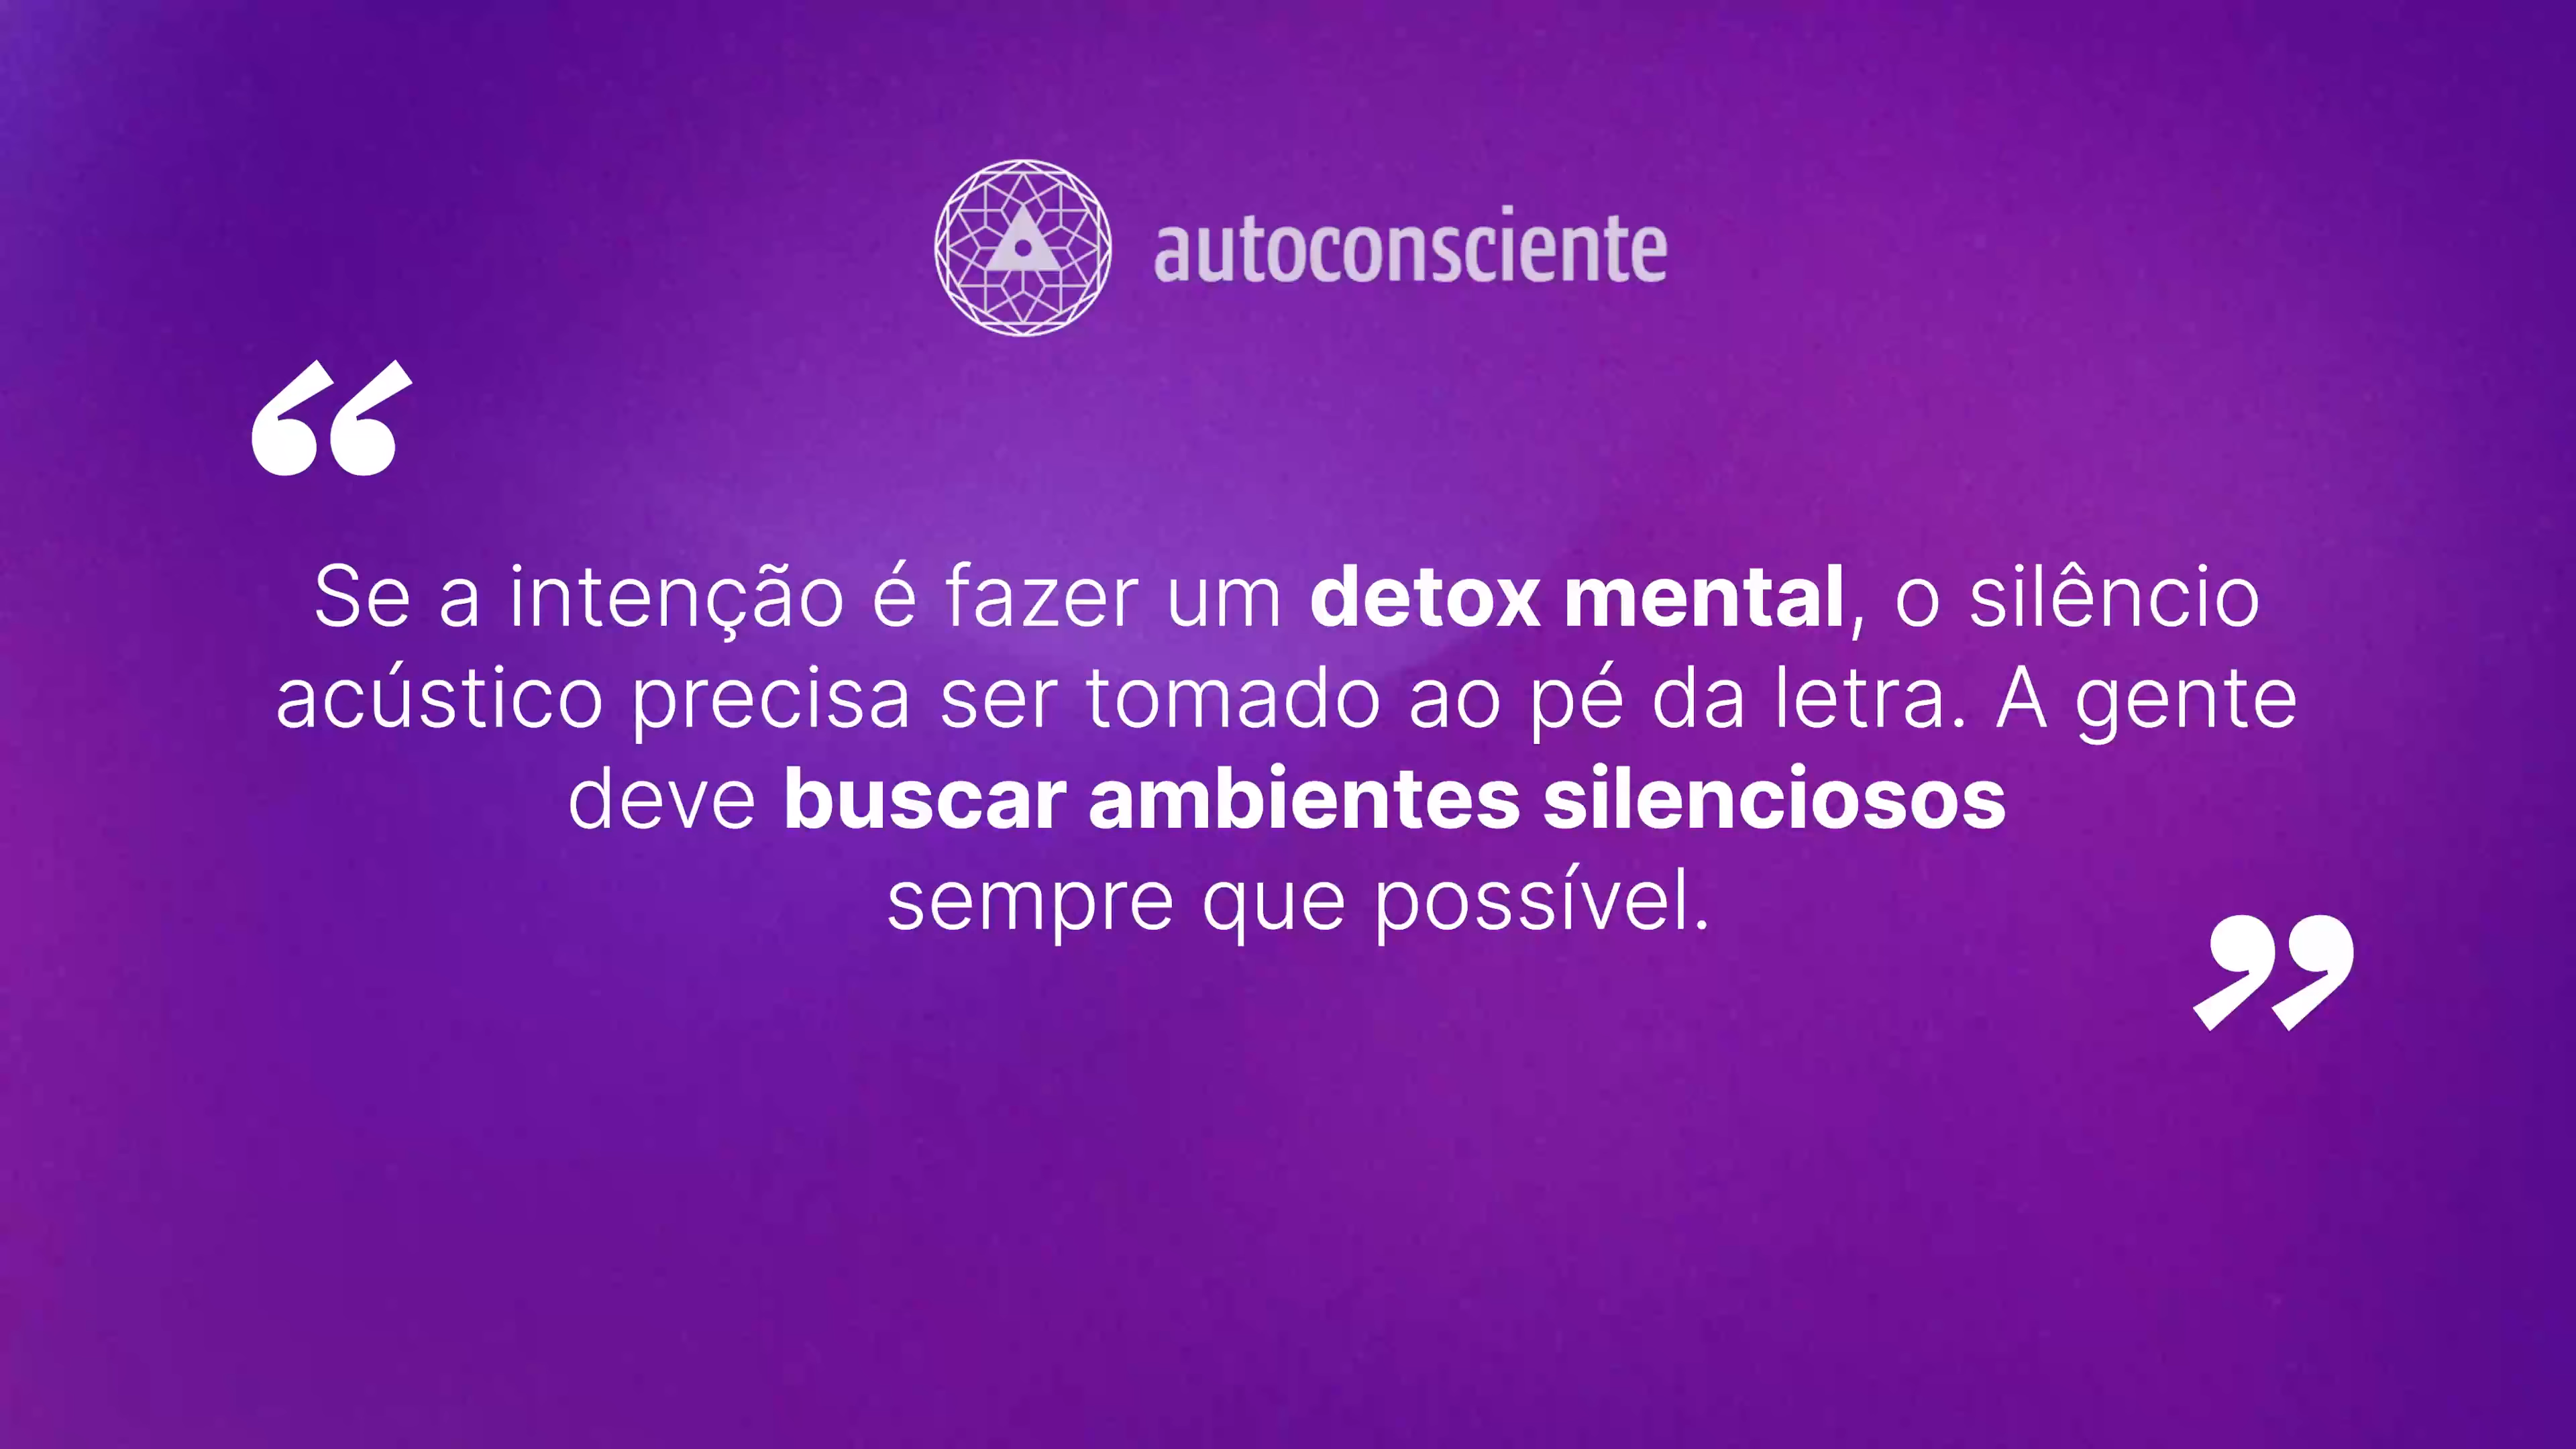 autoconsciente
“
Se a intenção é fazer um detox mental, o silêncio
acústico precisa ser tomado ao pé da letra. A gente
deve buscar ambientes silenciosos
sempre que possível.
”